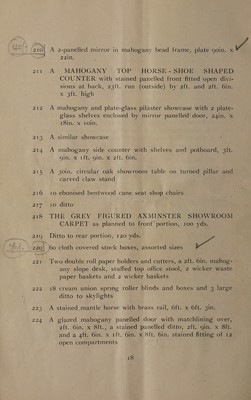 210 A 2-panelled mirror in mahogany bead frame, plate 90in. x
22in.
211 A MAHOGANY TOP HORSE-SHOE SHAPED
COUNTER with stained panelled front fitted open divi-
sions at back, 23ft. run (outside) by 2ft. and 2ft. 6in.
x 3ft. high
212 A mahogany and plate-glass pilaster showcase with 2 plate-
glass shelves enclosed by mirror panelled door, 24in. x
18in. x 10in.
213 A similar showcase
214 A mahogany side counter with shelves and potboard, 3ft.
9in. x 1ft. 9in. x 2ft. 6in.
215 A 30in. circular oak showroom table on turned pillar and
carved claw stand
216 10 ebonised bentwood cane seat shop chairs
217 10 ditto
218 THE GREY FIGURED AXMINSTER SHOWROOM
CARPET as planned to front portion, 100 yds.
219 Ditto to rear portion, 120 yds.
220 60 cloth covered stock boxes, assorted sizes
221 Two double roll paper holders and cutters, a 2ft. 6in. mahog-
any slope desk, stuffed top office stool, 2 wicker waste
paper baskets and 2 wicker baskets
222 18 cream union spring roller blinds and boxes and 3 large
ditto to skylights
223 A stained mantle horse with brass rail, 6ft. x 6ft. 3in.
224 A glazed mahogany panelled door with matchlining over,
2ft. 6in. x 8ft., a stained panelled ditto, 2ft. 9in. x 8ft.
and a 4ft. 6in. x 1ft. 6in. x 8ft. 6in. stained fitting of 12
open compartments
18